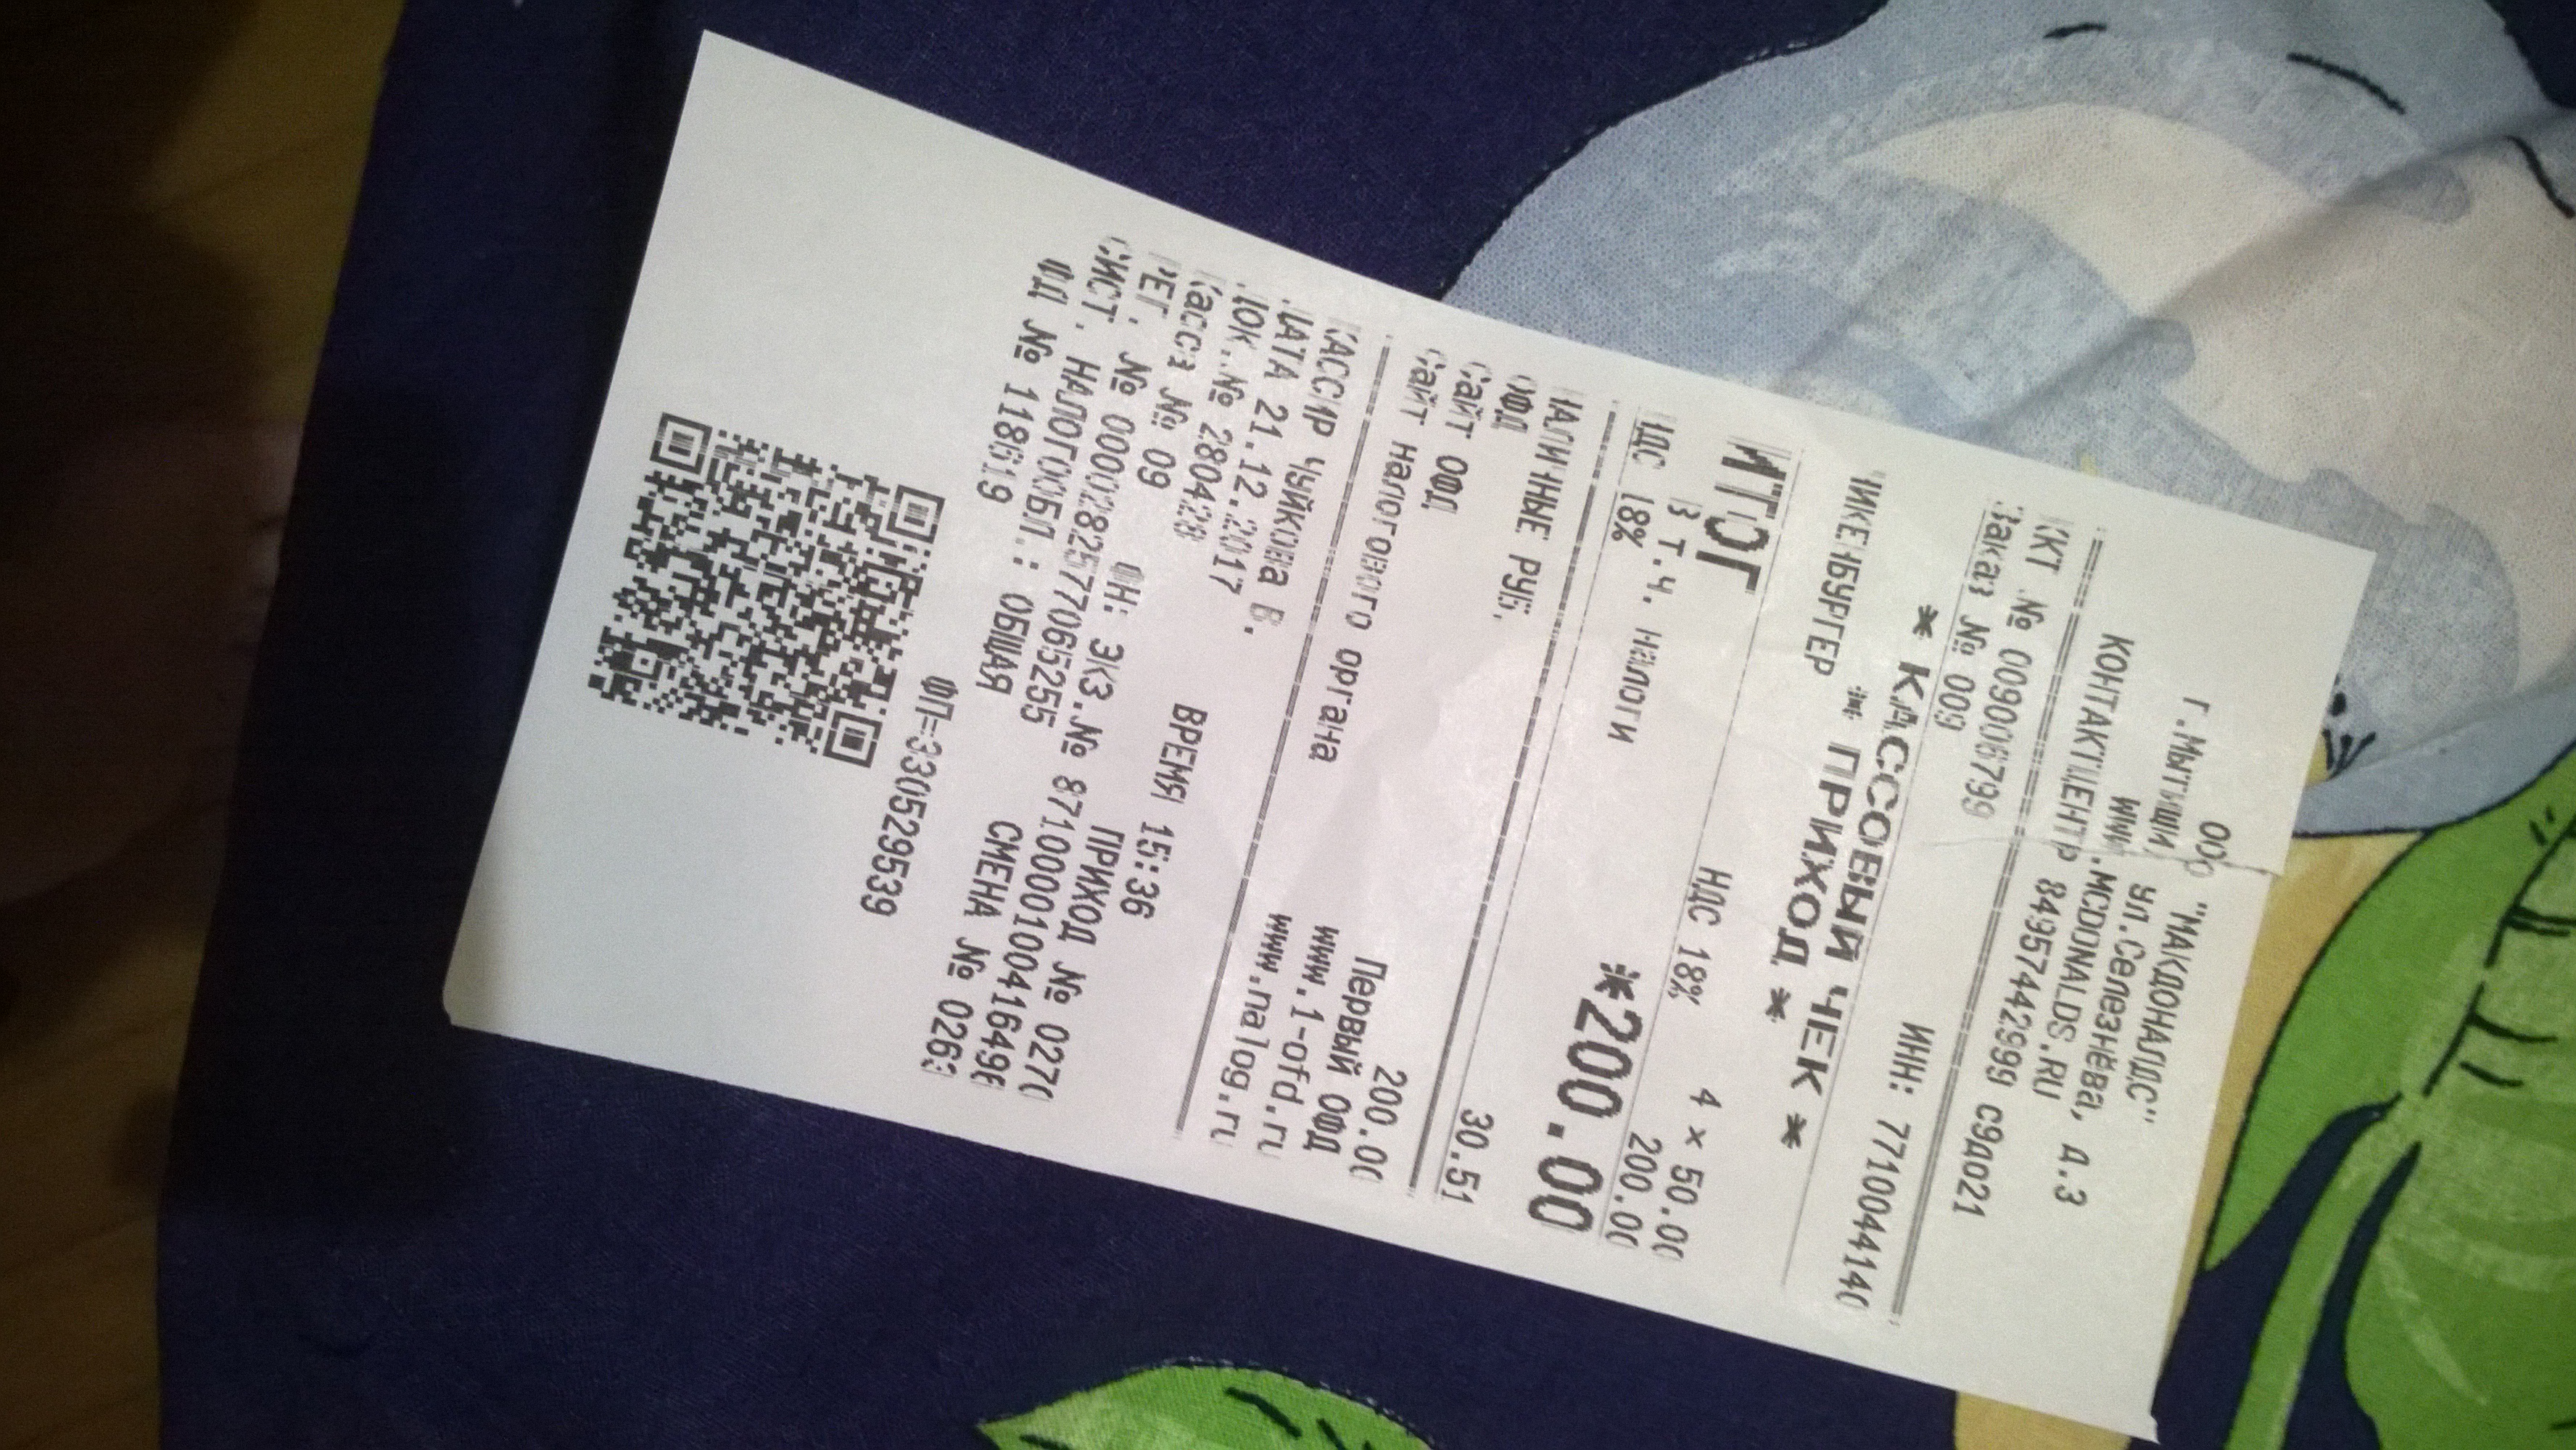 ООО "МАКДОНАЛДС"
г.Мытищи, ул.Селезнёва, д.3
WWW.MCDONALDS.RU
КОНТАКТЦЕНТР 84957442999 с9до21
ККТ № 0090006799
Заказ № 009 ИНН: 7710044140
* КАССОВЫЙ ЧЕК *
* ПРИХОД *
ЧИКЕНБУРГЕР
4 x 50.00
НДС 18% 200.00
ИТОГ *200.00
В т.ч. налоги
НДС 18% 30.51
НАЛИЧНЫЕ РУБ. 200.00
ОФД Первый ОФД
Сайт ОФД www.1-ofd.ru
Сайт налогового органа www.nalog.ru
КАССИР Чуйкова В.
ДАТА 21.12.2017 ВРЕМЯ 15:36
Док. № 280428 ПРИХОД № 0270
Касса № 09 ФН: ЭКЗ.№ 8710000100416496
РЕГ. № 0000282577065255 СМЕНА № 0263
СИСТ. НАЛОГООБЛ.: ОБЩАЯ
ФД № 118619 ФП=3305295539